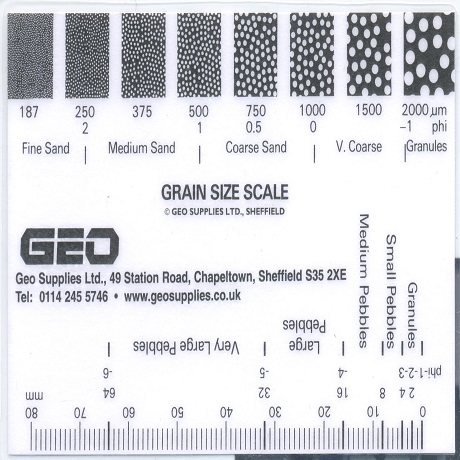 187 250 375 500 750 1000 1500 2000 µm
2 1 0.5 0 -1 phi
Fine Sand | Medium Sand | Coarse Sand | V. Coarse | Granules
GRAIN SIZE SCALE
© GEO SUPPLIES LTD., SHEFFIELD
GEO
Geo Supplies Ltd., 49 Station Road, Chapeltown, Sheffield S35 2XE
Tel: 0114 245 5746 • www.geosupplies.co.uk
Medium Pebbles
Small Pebbles
Granules
Very Large Pebbles
Large Pebbles
-6 -5 -4 -3 -2 -1 phi
64 32 16 8 4 2
mm 80 70 60 50 40 30 20 10 0